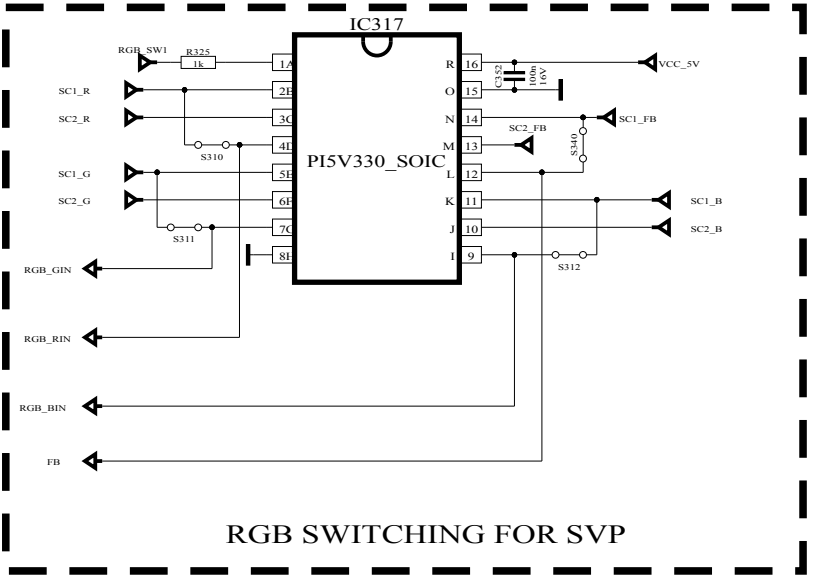 IC317
RGB_SW1
R325
1k
1A
2B
3C
4D
5E
6F
7G
8H
SC1_R
SC2_R
S310
SC1_G
SC2_G
S311
RGB_GIN
RGB_RIN
RGB_BIN
FB
PI5V330_SOIC
R 16
O 15
N 14
M 13
L 12
K 11
J 10
I 9
C352
100n
16V
VCC_5V
SC1_FB
SC2_FB
S340
SC1_B
SC2_B
S312
RGB SWITCHING FOR SVP